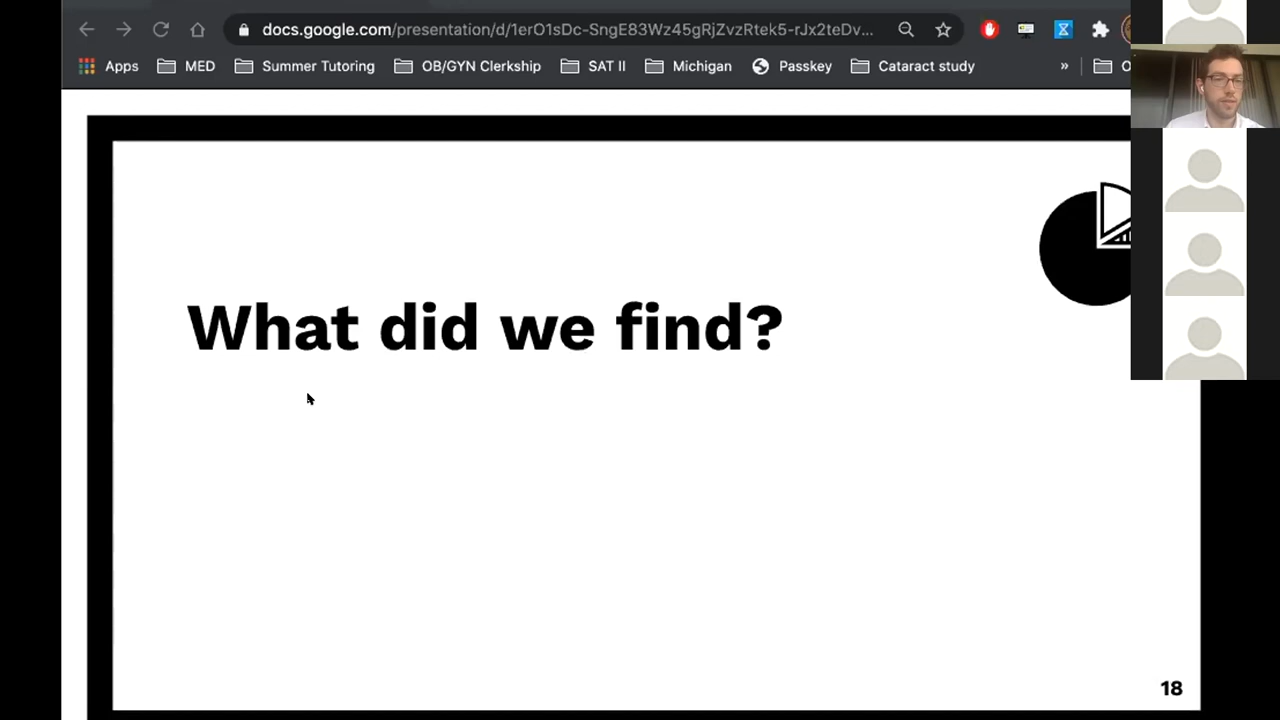 docs.google.com/presentation/d/1erO1sDc-SngE83Wz45gRjZvzRtek5-rJx2teDv...
Apps MED Summer Tutoring OB/GYN Clerkship SAT II Michigan Passkey Cataract study » O
What did we find?
18